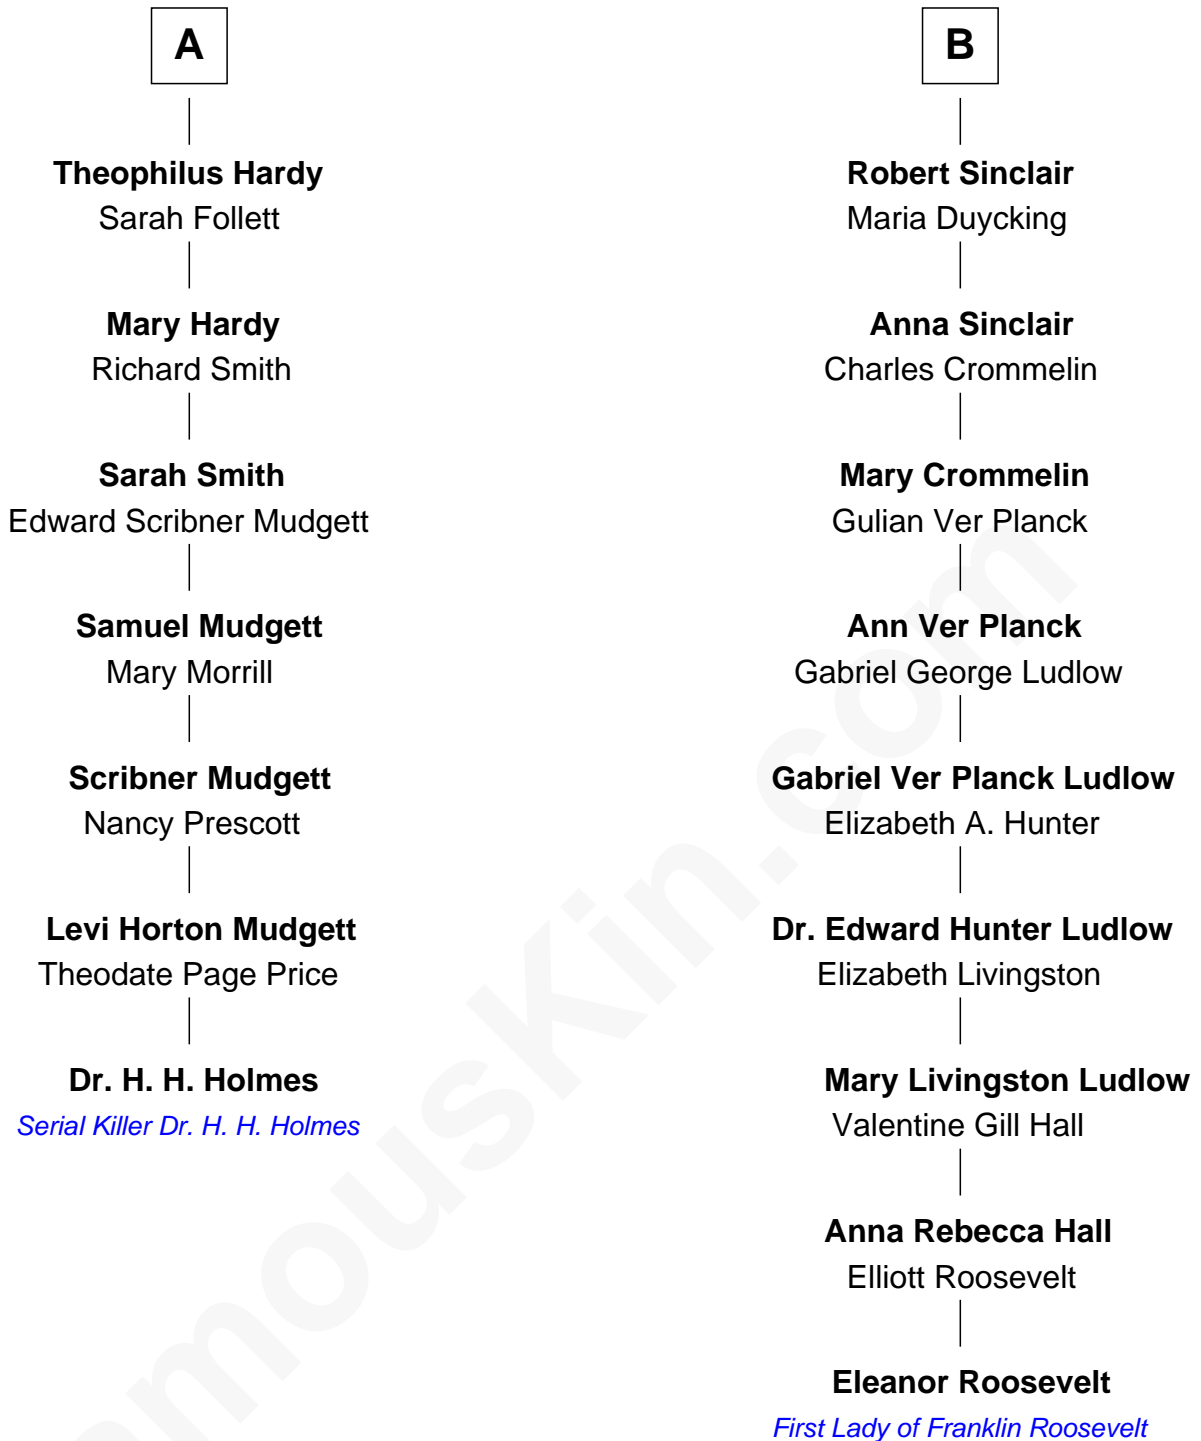 A
Theophilus Hardy
Sarah Follett
Mary Hardy
Richard Smith
Sarah Smith
Edward Scribner Mudgett
Samuel Mudgett
Mary Morrill
Scribner Mudgett
Nancy Prescott
Levi Horton Mudgett
Theodate Page Price
Dr. H. H. Holmes
Serial Killer Dr. H. H. Holmes
B
Robert Sinclair
Maria Duycking
Anna Sinclair
Charles Crommelin
Mary Crommelin
Gulian Ver Planck
Ann Ver Planck
Gabriel George Ludlow
Gabriel Ver Planck Ludlow
Elizabeth A. Hunter
Dr. Edward Hunter Ludlow
Elizabeth Livingston
Mary Livingston Ludlow
Valentine Gill Hall
Anna Rebecca Hall
Elliott Roosevelt
Eleanor Roosevelt
First Lady of Franklin Roosevelt
amousKin.com